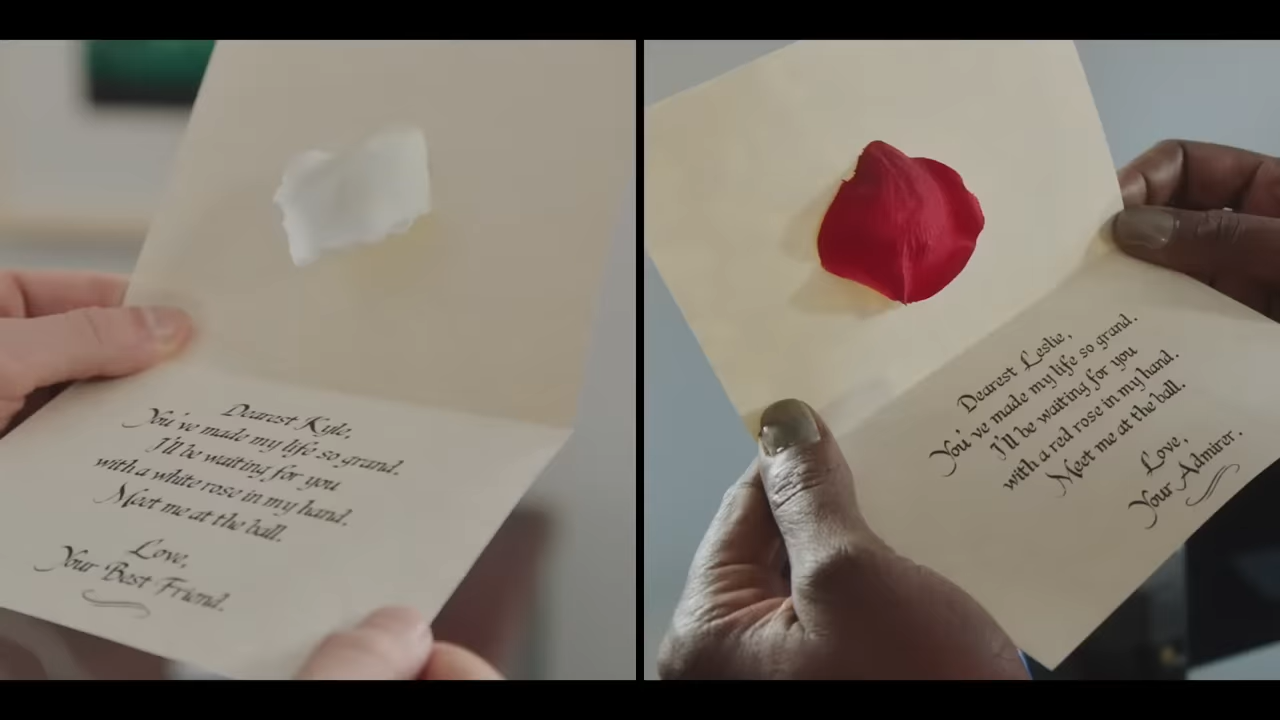 Dearest Kyle,
You've made my life so grand.
I'll be waiting for you
with a white rose in my hand.
Meet me at the ball.
Love,
Your Best Friend.
Dearest Leslie,
You've made my life so grand.
I'll be waiting for you
with a red rose in my hand.
Meet me at the ball.
Love,
Your Admirer.